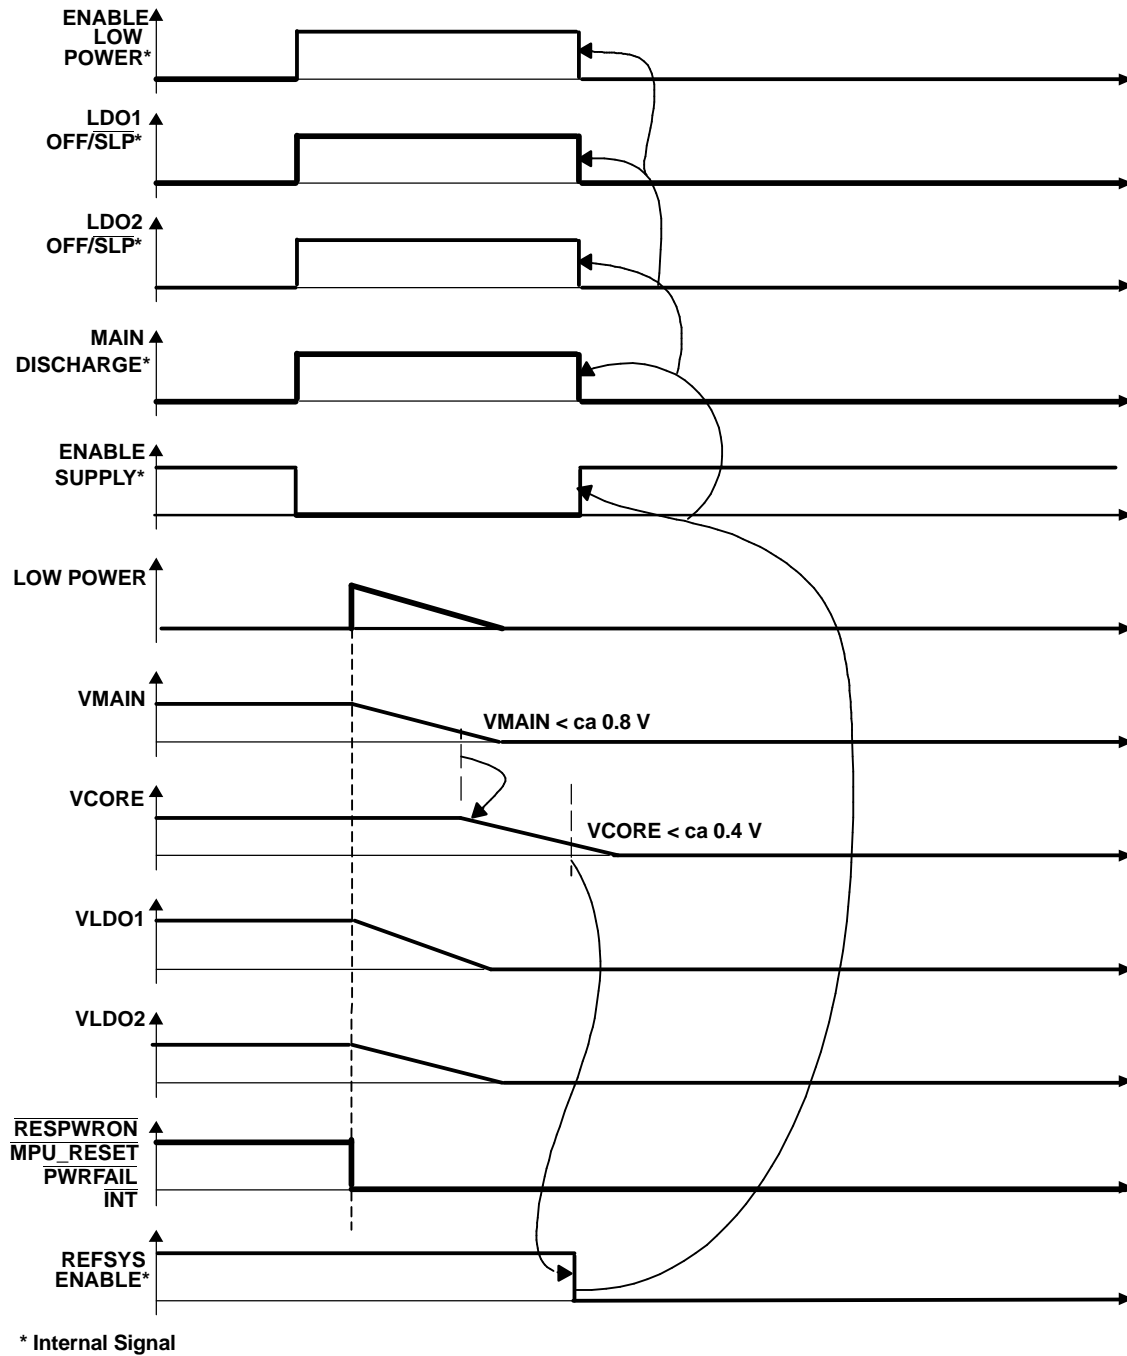 ENABLE
LOW
POWER*
LDO1
OFF/SLP*
LDO2
OFF/SLP*
MAIN
DISCHARGE*
ENABLE
SUPPLY*
LOW POWER
VMAIN
VMAIN < ca 0.8 V
VCORE
VCORE < ca 0.4 V
VLDO1
VLDO2
RESPWRON
MPU_RESET
PWRFAIL
INT
REFSYS
ENABLE*
* Internal Signal